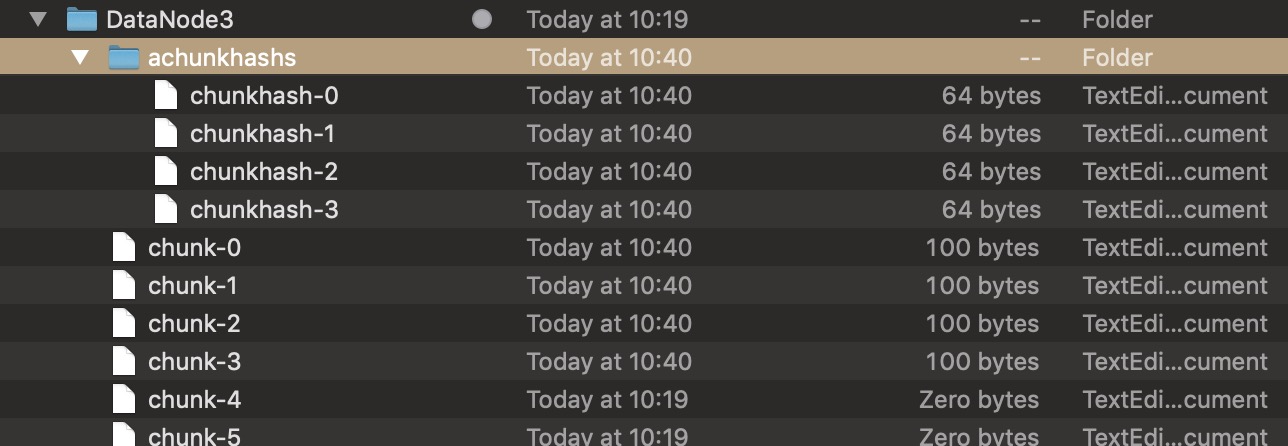 DataNode3 Today at 10:19 -- Folder
achunkhashs Today at 10:40 -- Folder
chunkhash-0 Today at 10:40 64 bytes TextEdi...cument
chunkhash-1 Today at 10:40 64 bytes TextEdi...cument
chunkhash-2 Today at 10:40 64 bytes TextEdi...cument
chunkhash-3 Today at 10:40 64 bytes TextEdi...cument
chunk-0 Today at 10:40 100 bytes TextEdi...cument
chunk-1 Today at 10:40 100 bytes TextEdi...cument
chunk-2 Today at 10:40 100 bytes TextEdi...cument
chunk-3 Today at 10:40 100 bytes TextEdi...cument
chunk-4 Today at 10:19 Zero bytes TextEdi...cument
chunk-5 Today at 10:19 Zero bytes TextEdi...cument